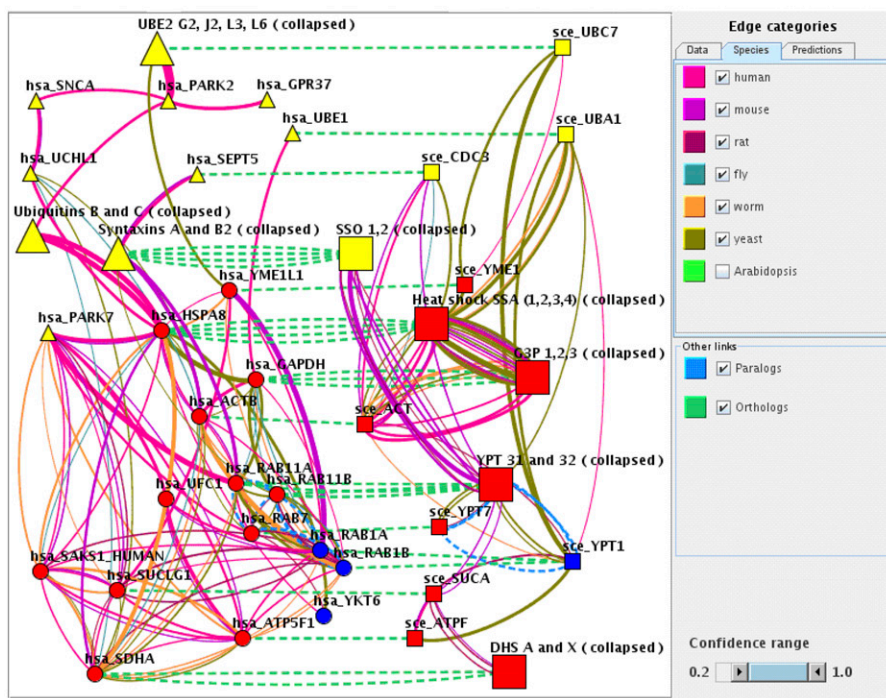 UBE2 G2, J2, L3, L6 (collapsed)
sce_UBC7
hsa_SNCA
hsa_PARK2
hsa_GPR37
hsa_UBE1
sce_UBA1
hsa_UCHL1
hsa_SEPT5
sce_CDC3
Ubiquitins B and C (collapsed)
Syntaxins A and B2 (collapsed)
SSO 1,2 (collapsed)
hsa_YME1L1
sce_YME1
hsa_PARK7
hsa_HSPA8
Heat shock SSA (1,2,3,4) (collapsed)
hsa_GAPDH
G3P 1,2,3 (collapsed)
hsa_ACTB
sce_ACT
hsa_RAB11A
hsa_RAB11B
YPT 31 and 32 (collapsed)
hsa_UFC1
hsa_RAB7
sce_YPT7
hsa_RAB1A
hsa_RAB1B
sce_YPT1
hsa_SAKS1_HUMAN
hsa_SUCLG1
sce_SUCA
hsa_YKT6
hsa_ATP5F1
sce_ATPF
hsa_SDHA
DHS A and X (collapsed)
Edge categories
Data Species Predictions
human
mouse
rat
fly
worm
yeast
Arabidopsis
Other links
Paralogs
Orthologs
Confidence range
0.2 1.0